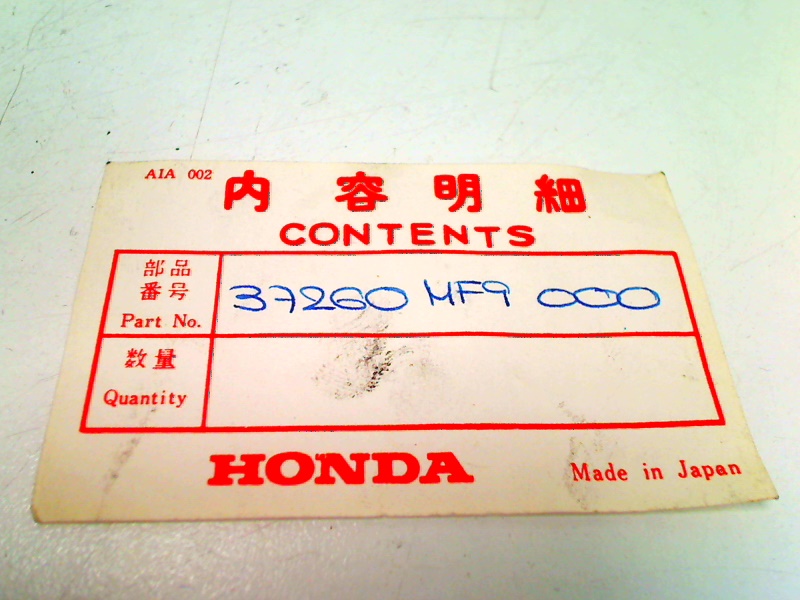 AIA 002
内容明細
CONTENTS
部品
番号
Part No.
37260 MF9 000
数量
Quantity
HONDA
Made in Japan